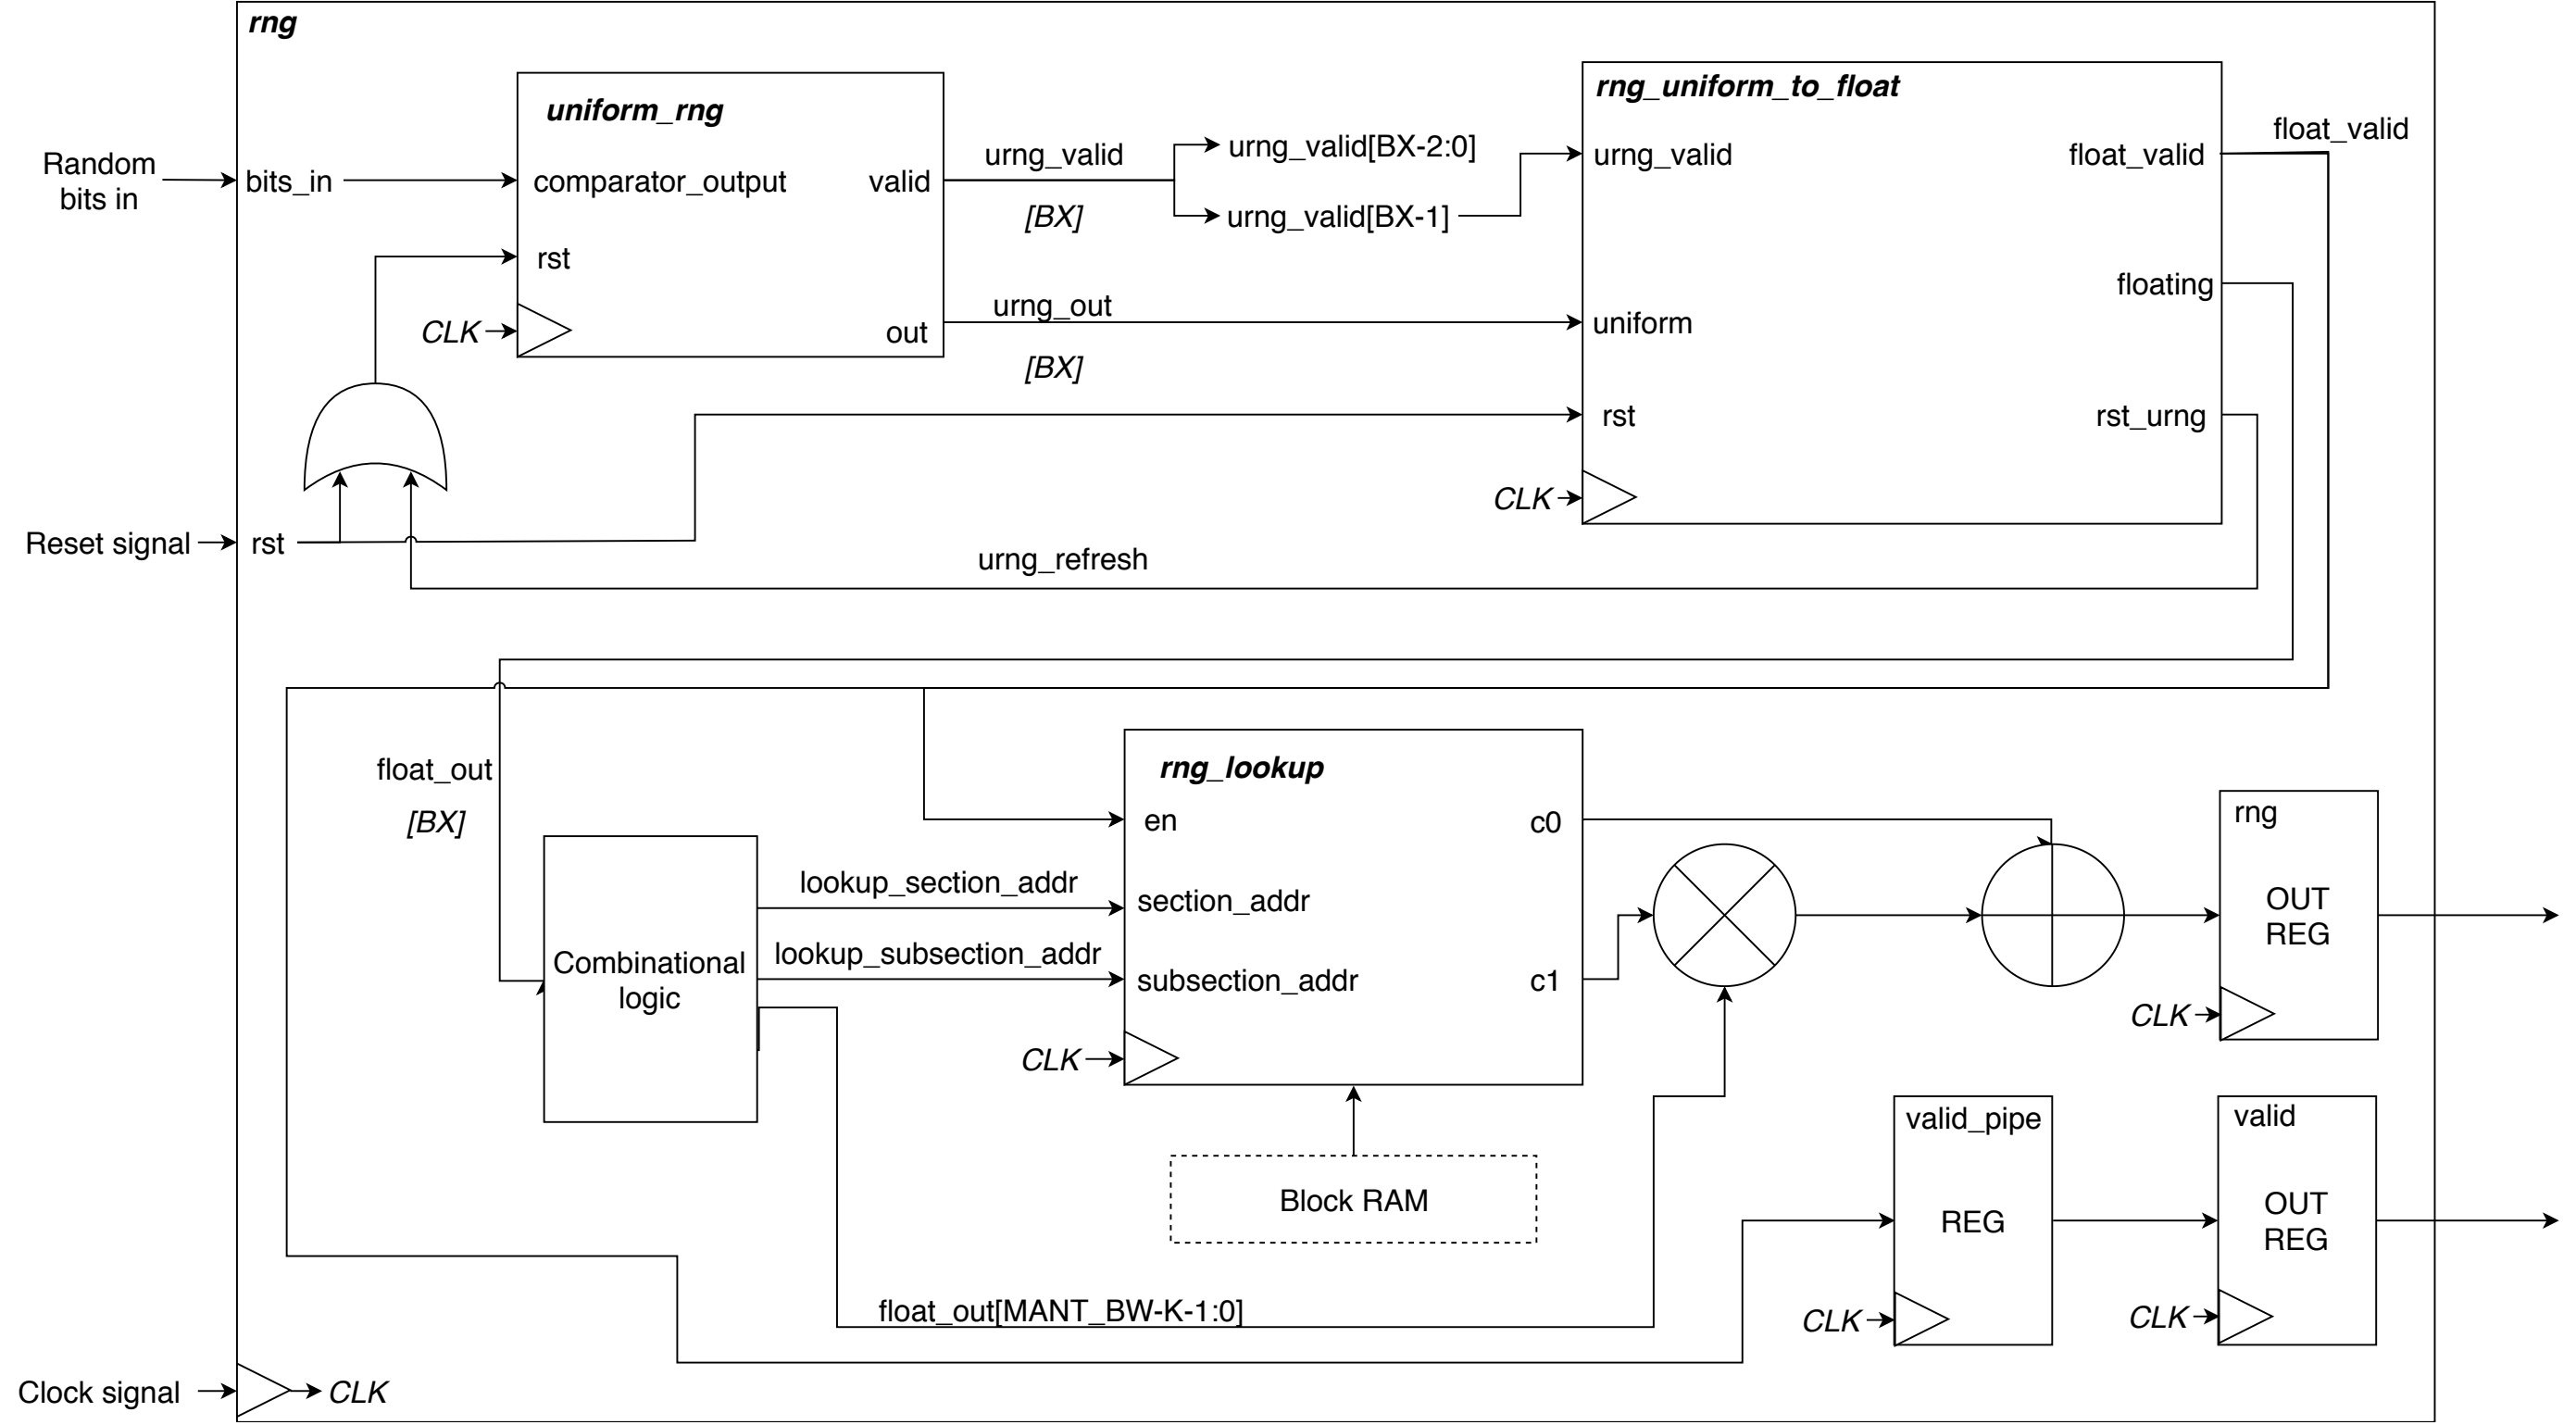 rng
uniform_rng
rng_uniform_to_float
Random
bits in
bits_in
comparator_output
valid
urng_valid
[BX]
urng_valid[BX-2:0]
urng_valid[BX-1]
urng_valid
float_valid
float_valid
rst
CLK
out
urng_out
[BX]
uniform
floating
rst
rst_urng
CLK
Reset signal
rst
urng_refresh
float_out
[BX]
Combinational
logic
lookup_section_addr
lookup_subsection_addr
rng_lookup
en
section_addr
subsection_addr
c0
c1
CLK
Block RAM
float_out[MANT_BW-K-1:0]
rng
OUT
REG
CLK
valid_pipe
REG
CLK
valid
OUT
REG
CLK
Clock signal
CLK